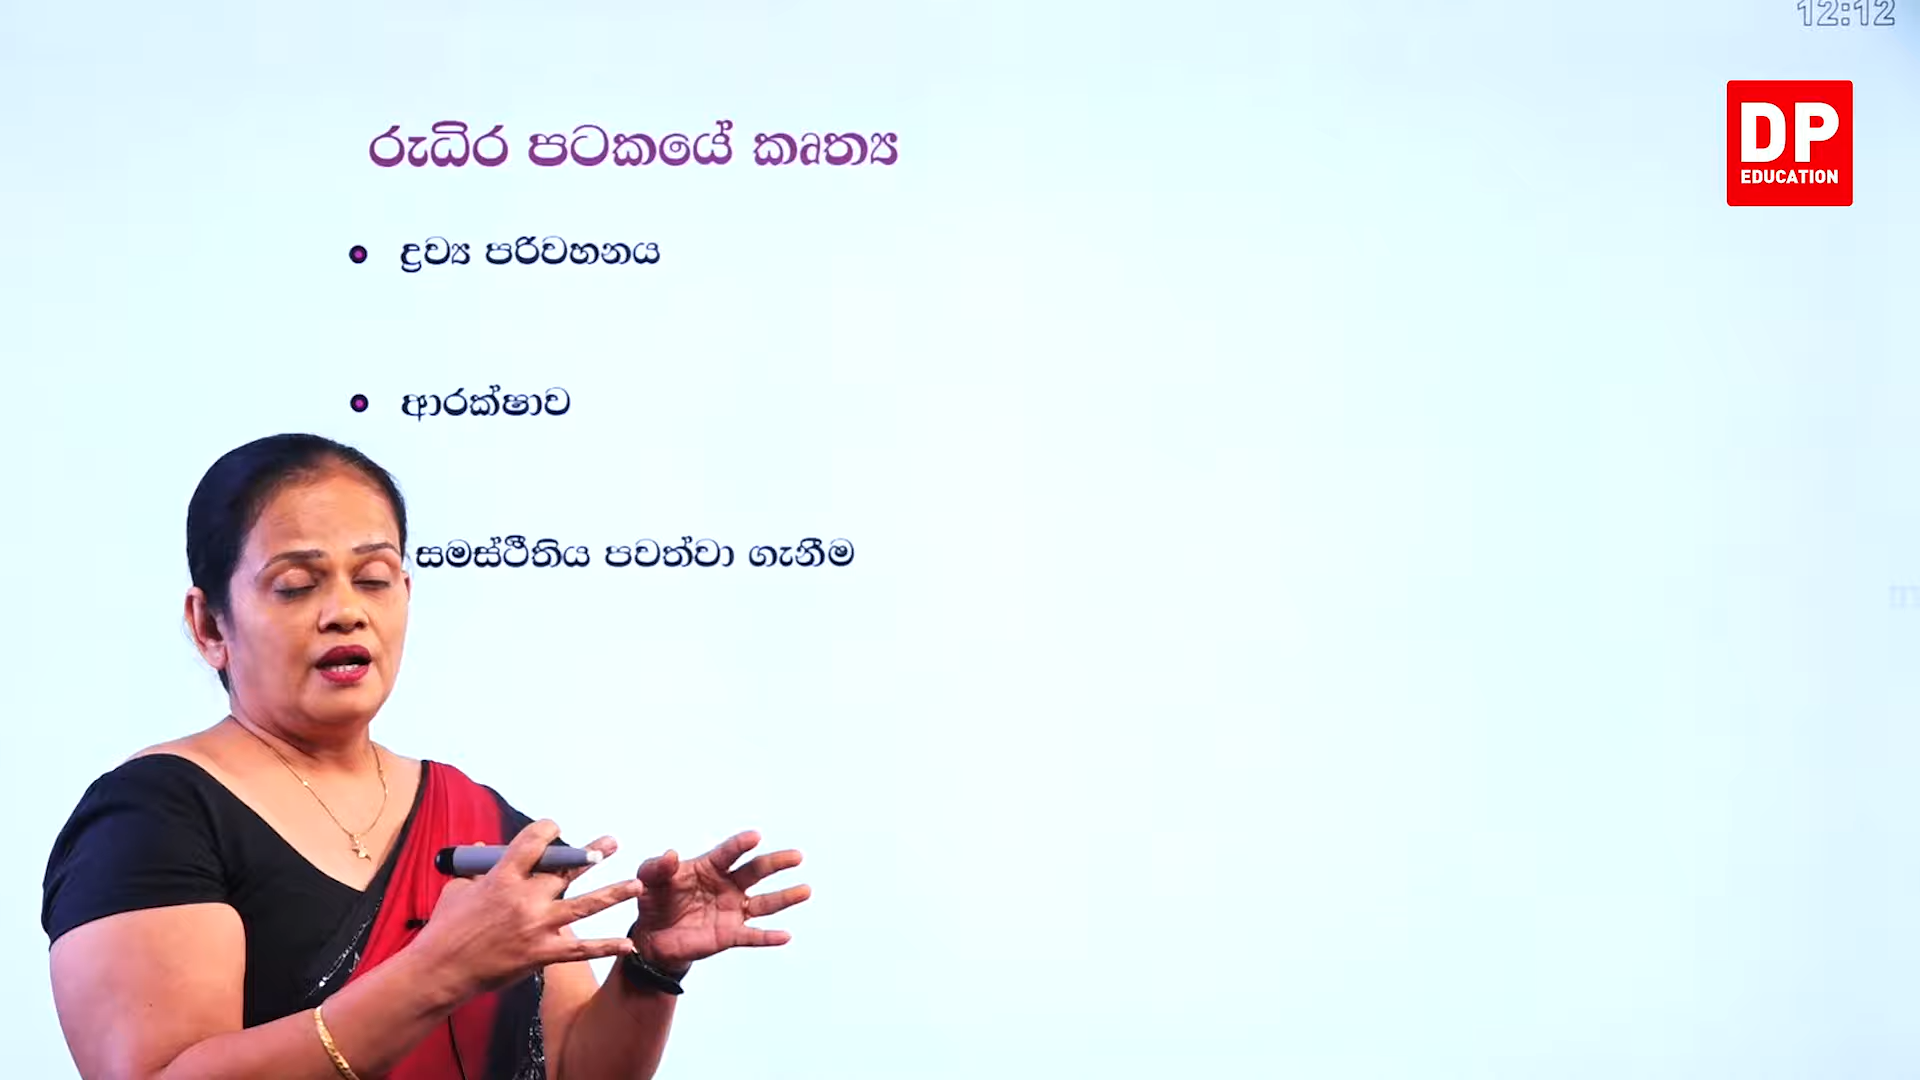 12:12
DP
EDUCATION
රුධිර පටකයේ කෘත්‍ය
ද්‍රව්‍ය පරිවහනය
ආරක්ෂාව
සමස්ථිතිය පවත්වා ගැනීම